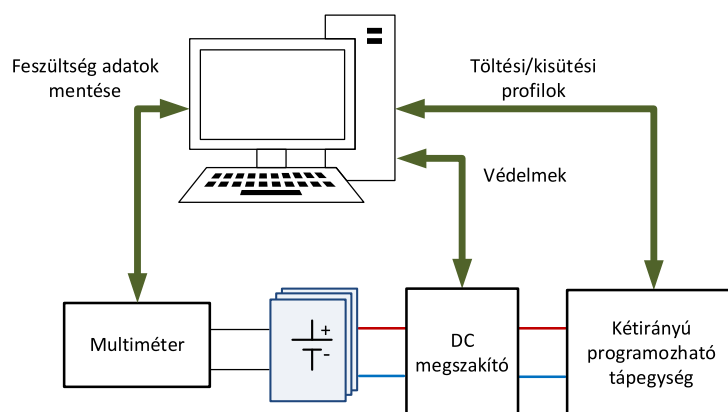 Feszültség adatok
mentése
Töltési/kisütési
profilok
Védelmek
Multiméter
+
-
DC
megszakító
Kétirányú
programozható
tápegység